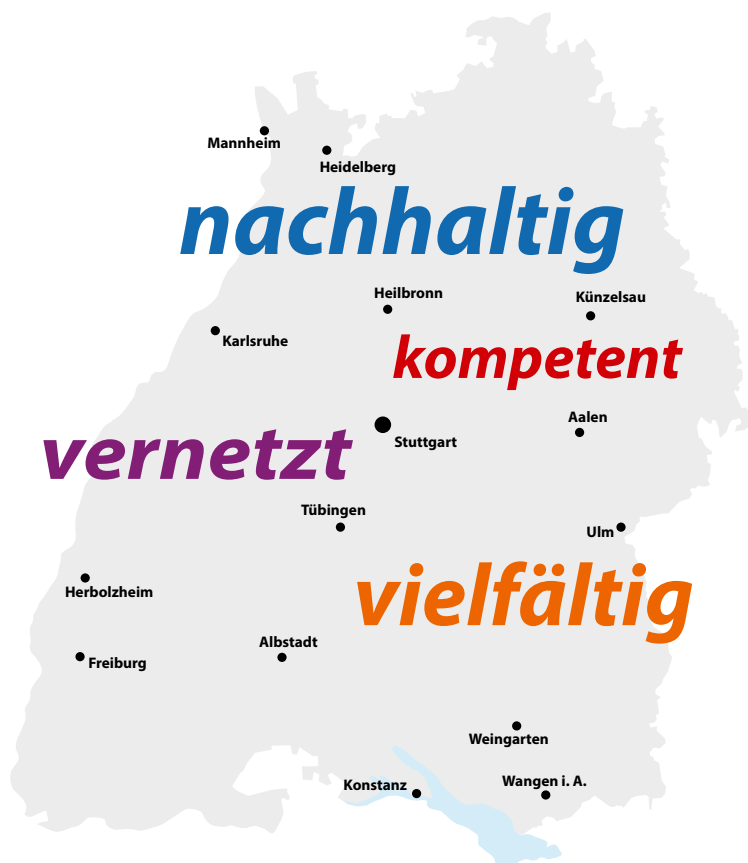 Mannheim
Heidelberg
nachhaltig
Heilbronn
Künzelsau
Karlsruhe
kompetent
Aalen
vernetzt
Stuttgart
Tübingen
Ulm
vielfältig
Herbolzheim
Albstadt
Freiburg
Weingarten
Konstanz
Wangen i. A.